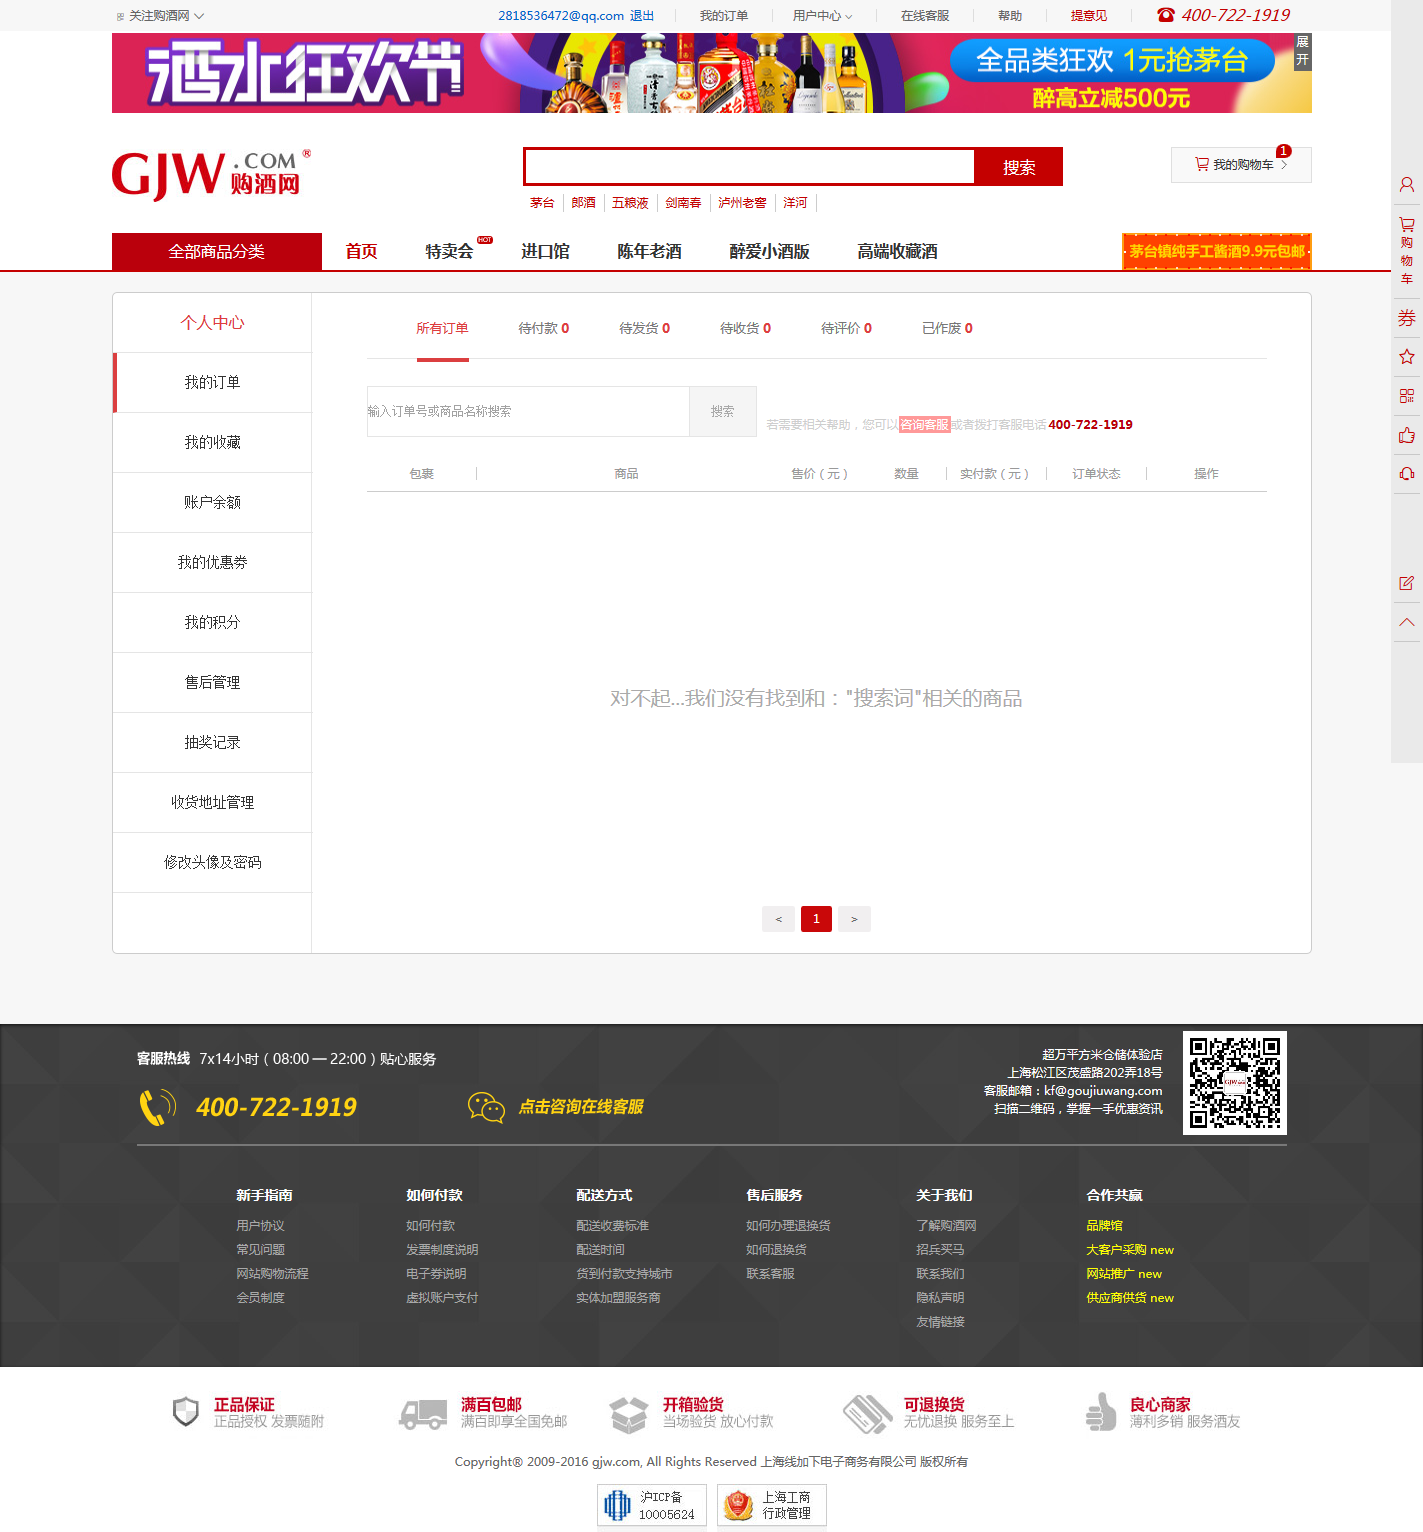 关注购酒网
2818536472@qq.com 退出 我的订单 用户中心 在线客服 帮助 提意见 400-722-1919
酒水狂欢节
全品类狂欢 1元抢茅台
醉高立减500元
展开
GJW.COM®
购酒网
搜索
我的购物车 1
茅台 郎酒 五粮液 剑南春 泸州老窖 洋河
全部商品分类 首页 特卖会 HOT 进口馆 陈年老酒 醉爱小酒版 高端收藏酒 茅台镇纯手工酱酒9.9元包邮
购物车
券
个人中心
我的订单
我的收藏
账户余额
我的优惠劵
我的积分
售后管理
抽奖记录
收货地址管理
修改头像及密码
所有订单 待付款 0 待发货 0 待收货 0 待评价 0 已作废 0
输入订单号或商品名称搜索 搜索
若需要相关帮助，您可以咨询客服或者拨打客服电话 400-722-1919
包裹 商品 售价（元） 数量 实付款（元） 订单状态 操作
对不起...我们没有找到和："搜索词"相关的商品
< 1 >
客服热线 7x14小时（08:00 — 22:00）贴心服务
400-722-1919 点击咨询在线客服
超万平方米仓储体验店
上海松江区茂盛路202弄18号
客服邮箱：kf@goujiuwang.com
扫描二维码，掌握一手优惠资讯
新手指南 如何付款 配送方式 售后服务 关于我们 合作共赢
用户协议 如何付款 配送收费标准 如何办理退换货 了解购酒网 品牌馆
常见问题 发票制度说明 配送时间 如何退换货 招兵买马 大客户采购 new
网站购物流程 电子券说明 货到付款支持城市 联系客服 联系我们 网站推广 new
会员制度 虚拟账户支付 实体加盟服务商 隐私声明 供应商供货 new
友情链接
正品保证 满百包邮 开箱验货 可退换货 良心商家
正品授权 发票随附 满百即享全国免邮 当场验货 放心付款 无忧退换 服务至上 薄利多销 服务酒友
Copyright® 2009-2016 gjw.com, All Rights Reserved 上海线加下电子商务有限公司 版权所有
沪ICP备 上海工商
10005624 行政管理